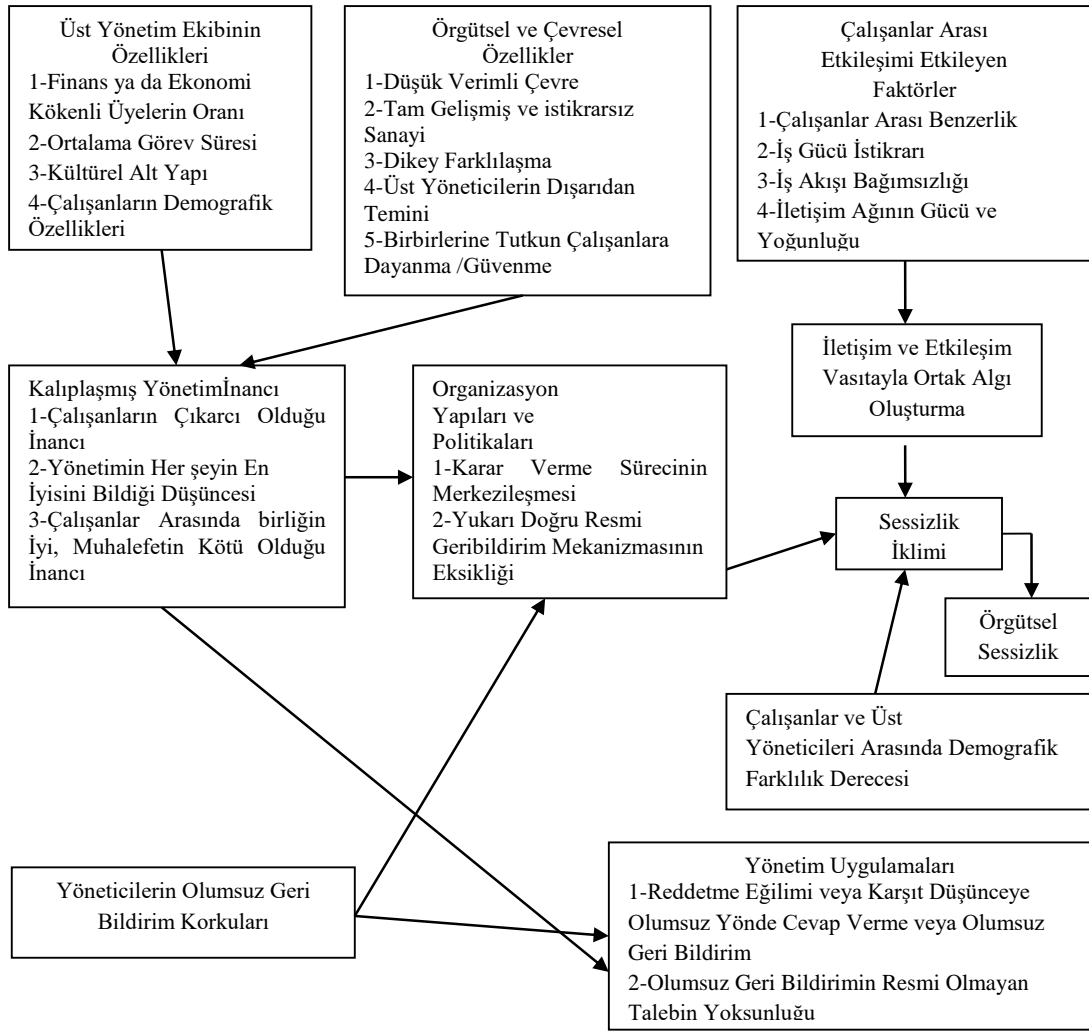 Üst Yönetim Ekibinin
Özellikleri
1-Finans ya da Ekonomi
Kökenli Üyelerin Oranı
2-Ortalama Görev Süresi
3-Kültürel Alt Yapı
4-Çalışanların Demografik
Özellikleri
Örgütsel ve Çevresel
Özellikler
1-Düşük Verimli Çevre
2-Tam Gelişmiş ve istikrarsız
Sanayi
3-Dikey Farklılaşma
4-Üst Yöneticilerin Dışarıdan
Temini
5-Birbirlerine Tutkun Çalışanlara
Dayanma /Güvenme
Çalışanlar Arası
Etkileşimi Etkileyen
Faktörler
1-Çalışanlar Arası Benzerlik
2-İş Gücü İstikrarı
3-İş Akışı Bağımsızlığı
4-İletişim Ağının Gücü ve
Yoğunluğu
Kalıplaşmış Yönetimİnancı
1-Çalışanların Çıkarcı Olduğu
İnancı
2-Yönetimin Her şeyin En
İyisini Bildiği Düşüncesi
3-Çalışanlar Arasında birliğin
İyi, Muhalefetin Kötü Olduğu
İnancı
Organizasyon
Yapıları ve
Politikaları
1-Karar Verme Sürecinin
Merkezileşmesi
2-Yukarı Doğru Resmi
Geribildirim Mekanizmasının
Eksikliği
İletişim ve Etkileşim
Vasıtayla Ortak Algı
Oluşturma
Sessizlik
İklimi
Örgütsel
Sessizlik
Çalışanlar ve Üst
Yöneticileri Arasında Demografik
Farklılık Derecesi
Yöneticilerin Olumsuz Geri
Bildirim Korkuları
Yönetim Uygulamaları
1-Reddetme Eğilimi veya Karşıt Düşünceye
Olumsuz Yönde Cevap Verme veya Olumsuz
Geri Bildirim
2-Olumsuz Geri Bildirimin Resmi Olmayan
Talebin Yoksunluğu